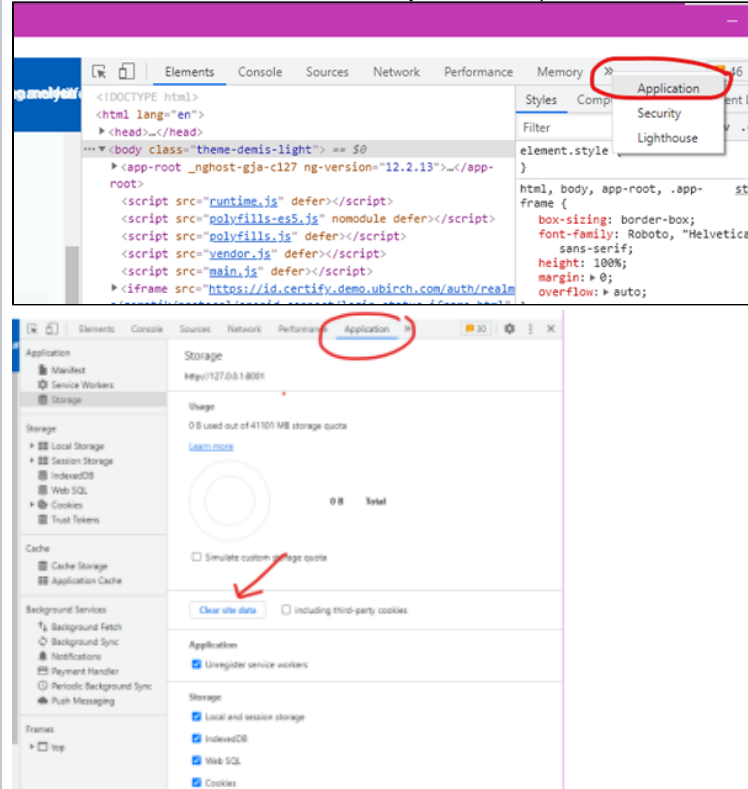 Elements Console Sources Network Performance Memory » 46
Application
Security
Lighthouse
<!DOCTYPE html>
<html lang="en">
▶ <head>…</head>
··· ▼ <body class="theme-demis-light"> == $0
▶ <app-root _nghost-gja-c127 ng-version="12.2.13">…</app-
root>
<script src="runtime.js" defer></script>
<script src="polyfills-es5.js" nomodule defer></script>
<script src="polyfills.js" defer></script>
<script src="vendor.js" defer></script>
<script src="main.js" defer></script>
▶ <iframe src="https://id.certify.demo.ubirch.com/auth/realm
Styles Comp
Filter
element.style {
}
html, body, app-root, .app- st
frame {
box-sizing: border-box;
font-family: Roboto, "Helvetica
sans-serif;
height: 100%;
margin: ▶ 0;
overflow: ▶ auto;
Elements Console Sources Network Performance Application » 30
Application
Manifest
Service Workers
Storage
Storage
Local Storage
Session Storage
IndexedDB
Web SQL
Cookies
Trust Tokens
Cache
Cache Storage
Application Cache
Background Services
Background Fetch
Background Sync
Notifications
Payment Handler
Periodic Background Sync
Push Messaging
Frames
top
Storage
http://127.0.0.1:8001
Usage
0 B used out of 41101 MB storage quota
Learn more
0 B Total
Simulate custom storage quota
Clear site data including third-party cookies
Application
Unregister service workers
Storage
Local and session storage
IndexedDB
Web SQL
Cookies